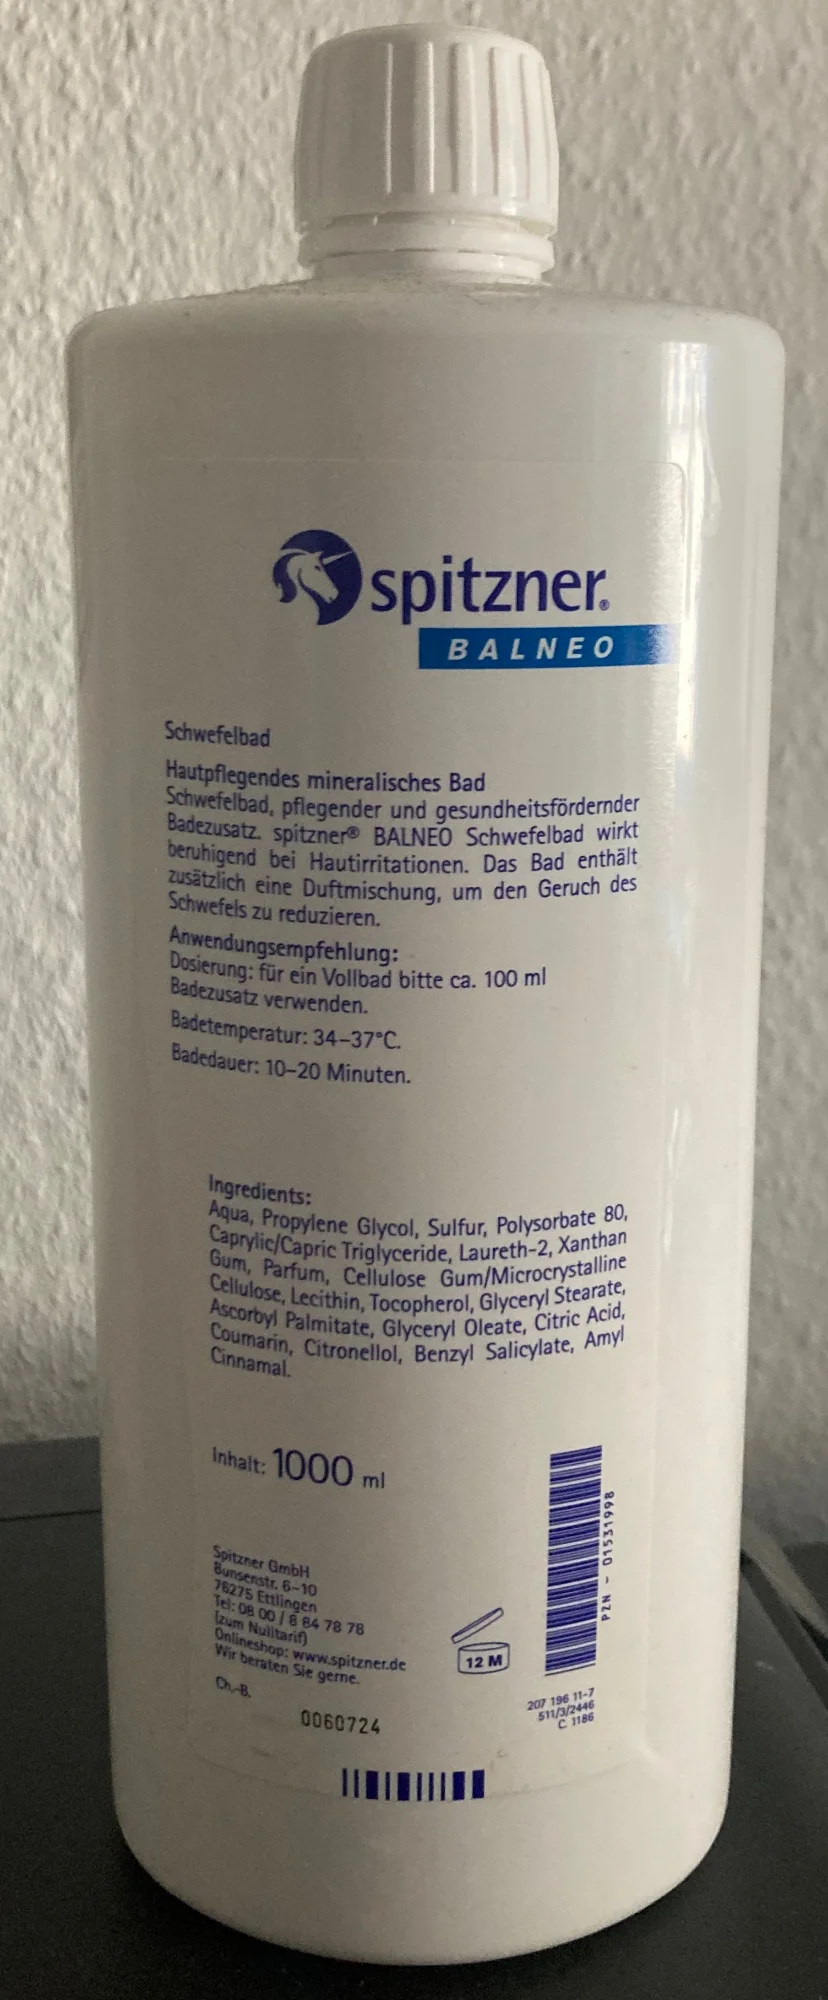 spitzner®
BALNEO
Schwefelbad
Hautpflegendes mineralisches Bad
Schwefelbad, pflegender und gesundheitsfördernder
Badezusatz. spitzner® BALNEO Schwefelbad wirkt
beruhigend bei Hautirritationen. Das Bad enthält
zusätzlich eine Duftmischung, um den Geruch des
Schwefels zu reduzieren.
Anwendungsempfehlung:
Dosierung: für ein Vollbad bitte ca. 100 ml
Badezusatz verwenden.
Badetemperatur: 34–37°C.
Badedauer: 10–20 Minuten.
Ingredients:
Aqua, Propylene Glycol, Sulfur, Polysorbate 80,
Caprylic/Capric Triglyceride, Laureth-2, Xanthan
Gum, Parfum, Cellulose Gum/Microcrystalline
Cellulose, Lecithin, Tocopherol, Glyceryl Stearate,
Ascorbyl Palmitate, Glyceryl Oleate, Citric Acid,
Coumarin, Citronellol, Benzyl Salicylate, Amyl
Cinnamal.
Inhalt: 1000 ml
Spitzner GmbH
Bunsenstr. 6–10
76275 Ettlingen
Tel: 08 00 / 8 84 78 78
(zum Nulltarif)
Onlineshop: www.spitzner.de
Wir beraten Sie gerne.
Ch.-B.
0060724
12 M
PZN - 01531998
207 196 11-7
511/3/2446
C. 1186